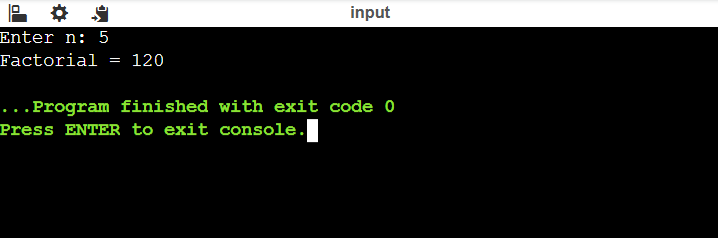 input
Enter n: 5
Factorial = 120
...Program finished with exit code 0
Press ENTER to exit console.